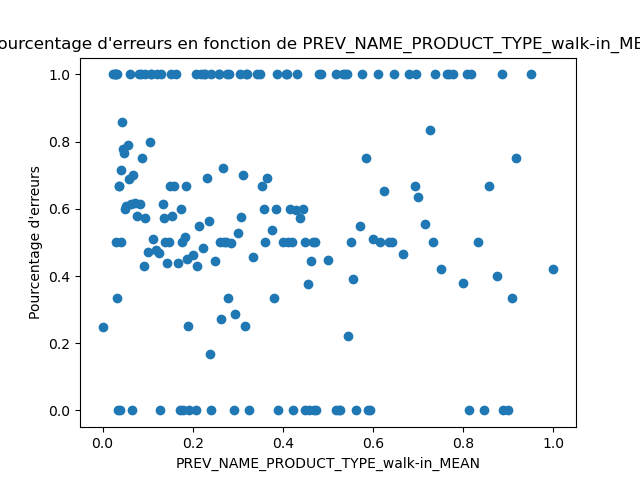 ourcentage d'erreurs en fonction de PREV_NAME_PRODUCT_TYPE_walk-in_ME
1.0
0.8
0.6
0.4
0.2
0.0
Pourcentage d'erreurs
0.0 0.2 0.4 0.6 0.8 1.0
PREV_NAME_PRODUCT_TYPE_walk-in_MEAN